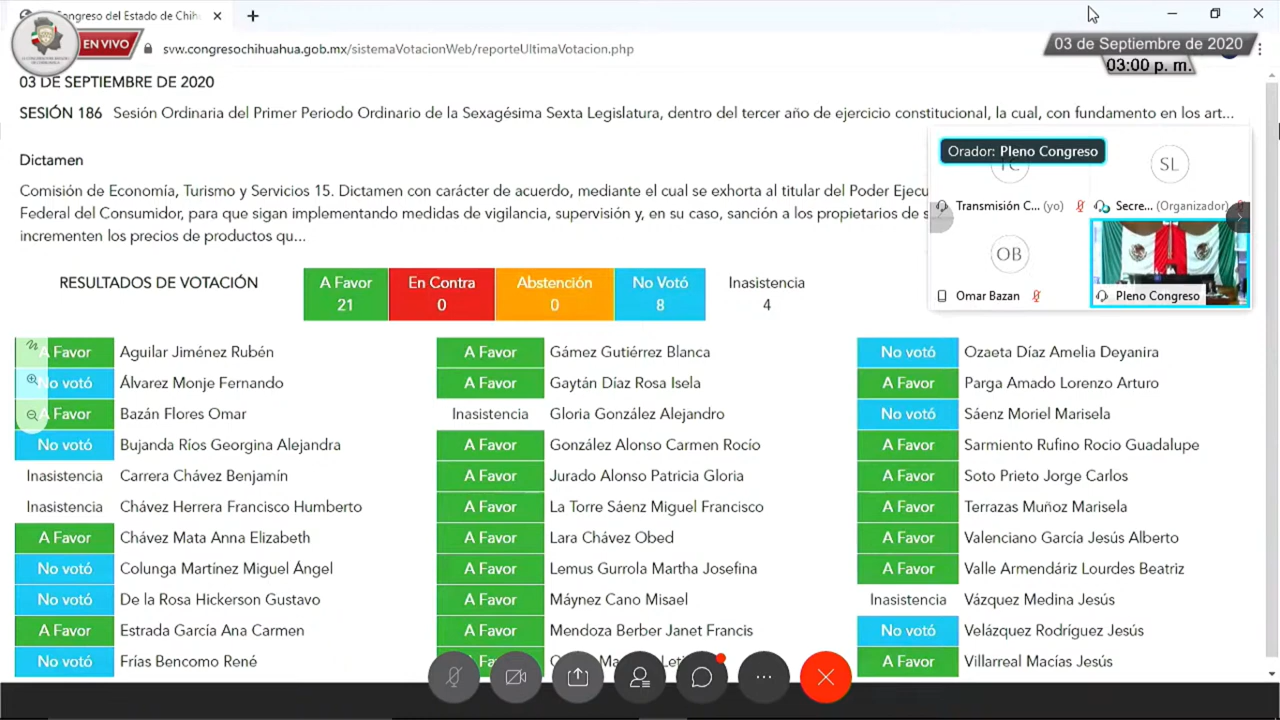 Congreso del Estado de Chih
EN VIVO
svw.congresochihuahua.gob.mx/sistemaVotacionWeb/reporteUltimaVotacion.php
03 de Septiembre de 2020
03:00 p. m.
03 DE SEPTIEMBRE DE 2020
SESIÓN 186 Sesión Ordinaria del Primer Periodo Ordinario de la Sexagésima Sexta Legislatura, dentro del tercer año de ejercicio constitucional, la cual, con fundamento en los art...
Dictamen
Comisión de Economía, Turismo y Servicios 15. Dictamen con carácter de acuerdo, mediante el cual se exhorta al titular del Poder Ejecu
Federal del Consumidor, para que sigan implementando medidas de vigilancia, supervisión y, en su caso, sanción a los propietarios de
incrementen los precios de productos qu...
Orador: Pleno Congreso
SL
Transmisión C... (yo)
Secre... (Organizador)
OB
Omar Bazan
Pleno Congreso
RESULTADOS DE VOTACIÓN
A Favor 21
En Contra 0
Abstención 0
No Votó 8
Inasistencia 4
A Favor Aguilar Jiménez Rubén
No votó Álvarez Monje Fernando
A Favor Bazán Flores Omar
No votó Bujanda Ríos Georgina Alejandra
Inasistencia Carrera Chávez Benjamín
Inasistencia Chávez Herrera Francisco Humberto
A Favor Chávez Mata Anna Elizabeth
No votó Colunga Martínez Miguel Ángel
No votó De la Rosa Hickerson Gustavo
A Favor Estrada García Ana Carmen
No votó Frías Bencomo René
A Favor Gámez Gutiérrez Blanca
A Favor Gaytán Díaz Rosa Isela
Inasistencia Gloria González Alejandro
A Favor González Alonso Carmen Rocío
A Favor Jurado Alonso Patricia Gloria
A Favor La Torre Sáenz Miguel Francisco
A Favor Lara Chávez Obed
A Favor Lemus Gurrola Martha Josefina
A Favor Máynez Cano Misael
A Favor Mendoza Berber Janet Francis
No votó Ozaeta Díaz Amelia Deyanira
A Favor Parga Amado Lorenzo Arturo
No votó Sáenz Moriel Marisela
A Favor Sarmiento Rufino Rocio Guadalupe
A Favor Soto Prieto Jorge Carlos
A Favor Terrazas Muñoz Marisela
A Favor Valenciano García Jesús Alberto
A Favor Valle Armendáriz Lourdes Beatriz
Inasistencia Vázquez Medina Jesús
No votó Velázquez Rodríguez Jesús
A Favor Villarreal Macías Jesús